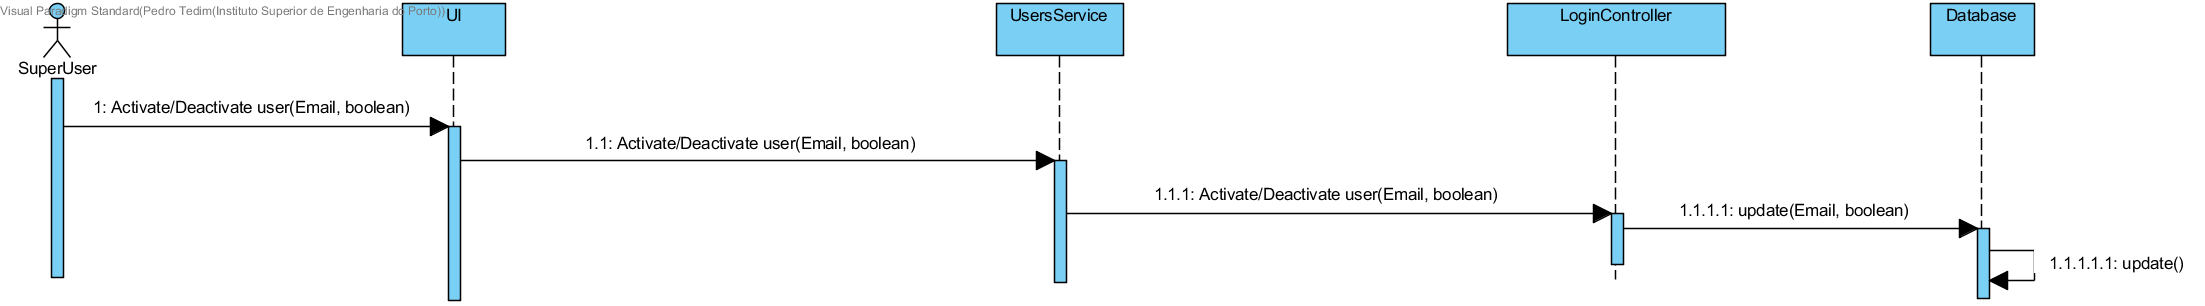 Visual Paradigm Standard(Pedro Tedim(Instituto Superior de Engenharia do Porto))
SuperUser
UI
UsersService
LoginController
Database
1: Activate/Deactivate user(Email, boolean)
1.1: Activate/Deactivate user(Email, boolean)
1.1.1: Activate/Deactivate user(Email, boolean)
1.1.1.1: update(Email, boolean)
1.1.1.1.1: update()